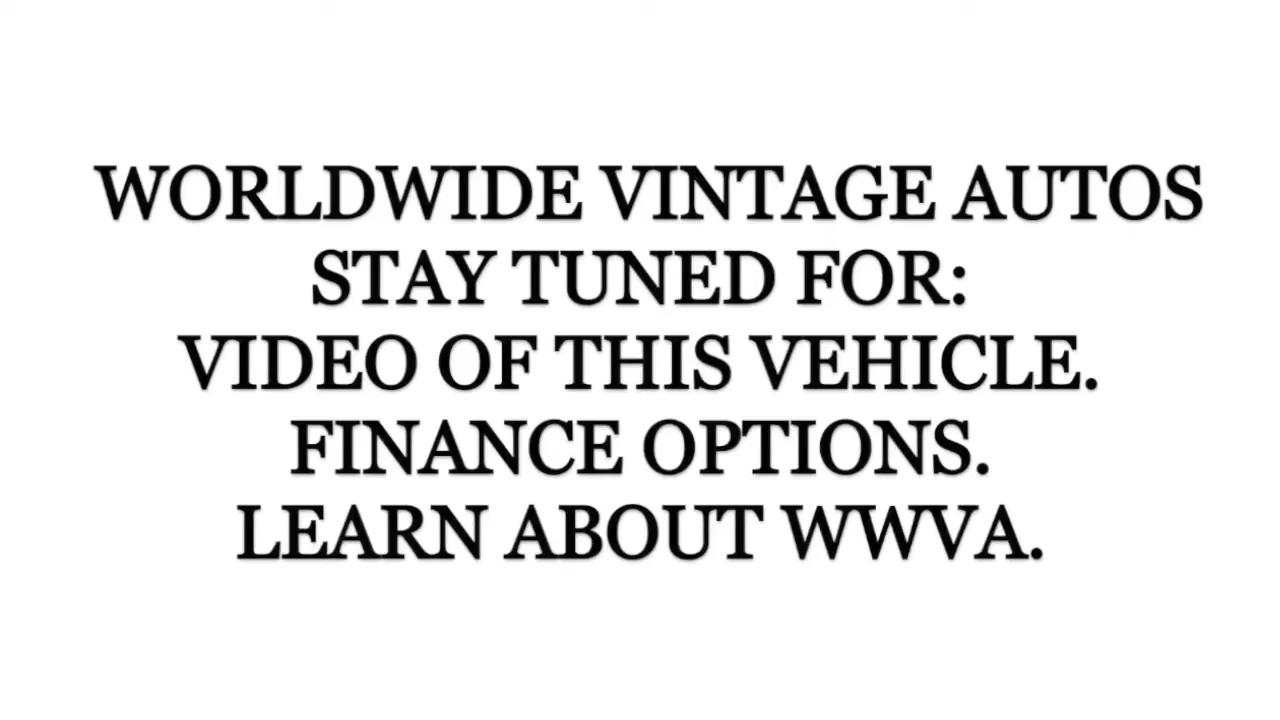 WORLDWIDE VINTAGE AUTOS
STAY TUNED FOR:
VIDEO OF THIS VEHICLE.
FINANCE OPTIONS.
LEARN ABOUT WWVA.